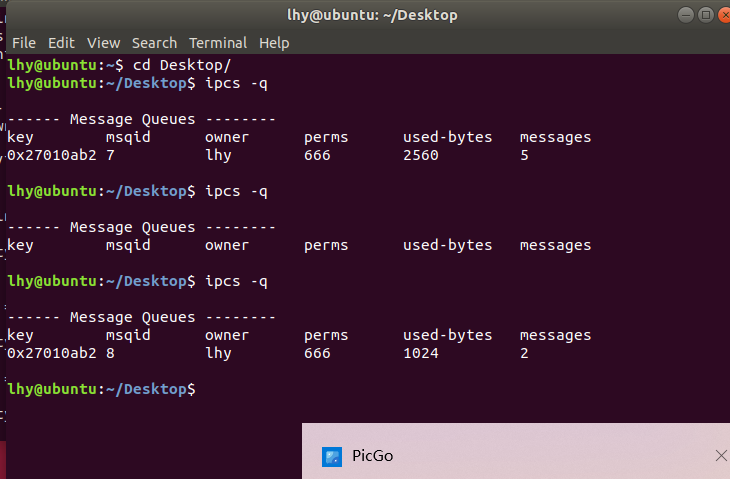 lhy@ubuntu: ~/Desktop
File Edit View Search Terminal Help
lhy@ubuntu:~$ cd Desktop/
lhy@ubuntu:~/Desktop$ ipcs -q
------ Message Queues --------
key msqid owner perms used-bytes messages
0x27010ab2 7 lhy 666 2560 5
lhy@ubuntu:~/Desktop$ ipcs -q
------ Message Queues --------
key msqid owner perms used-bytes messages
lhy@ubuntu:~/Desktop$ ipcs -q
------ Message Queues --------
key msqid owner perms used-bytes messages
0x27010ab2 8 lhy 666 1024 2
lhy@ubuntu:~/Desktop$
PicGo